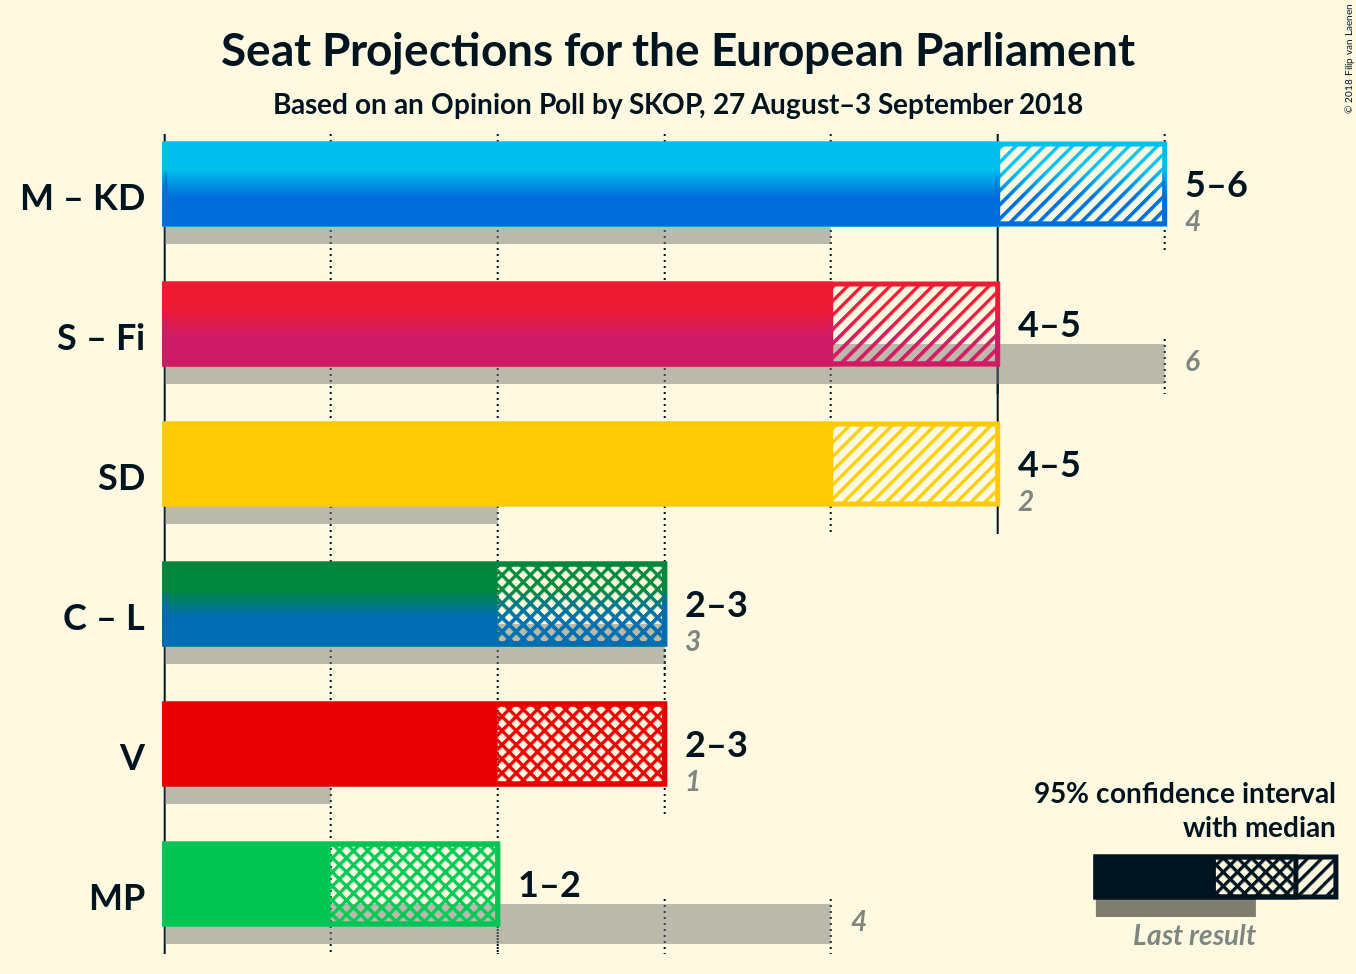 Seat Projections for the European Parliament
Based on an Opinion Poll by SKOP, 27 August–3 September 2018
© 2018 Filip van Laenen
M – KD
5–6
4
S – Fi
4–5
6
SD
4–5
2
C – L
2–3
3
V
2–3
1
MP
1–2
4
95% confidence interval
with median
Last result